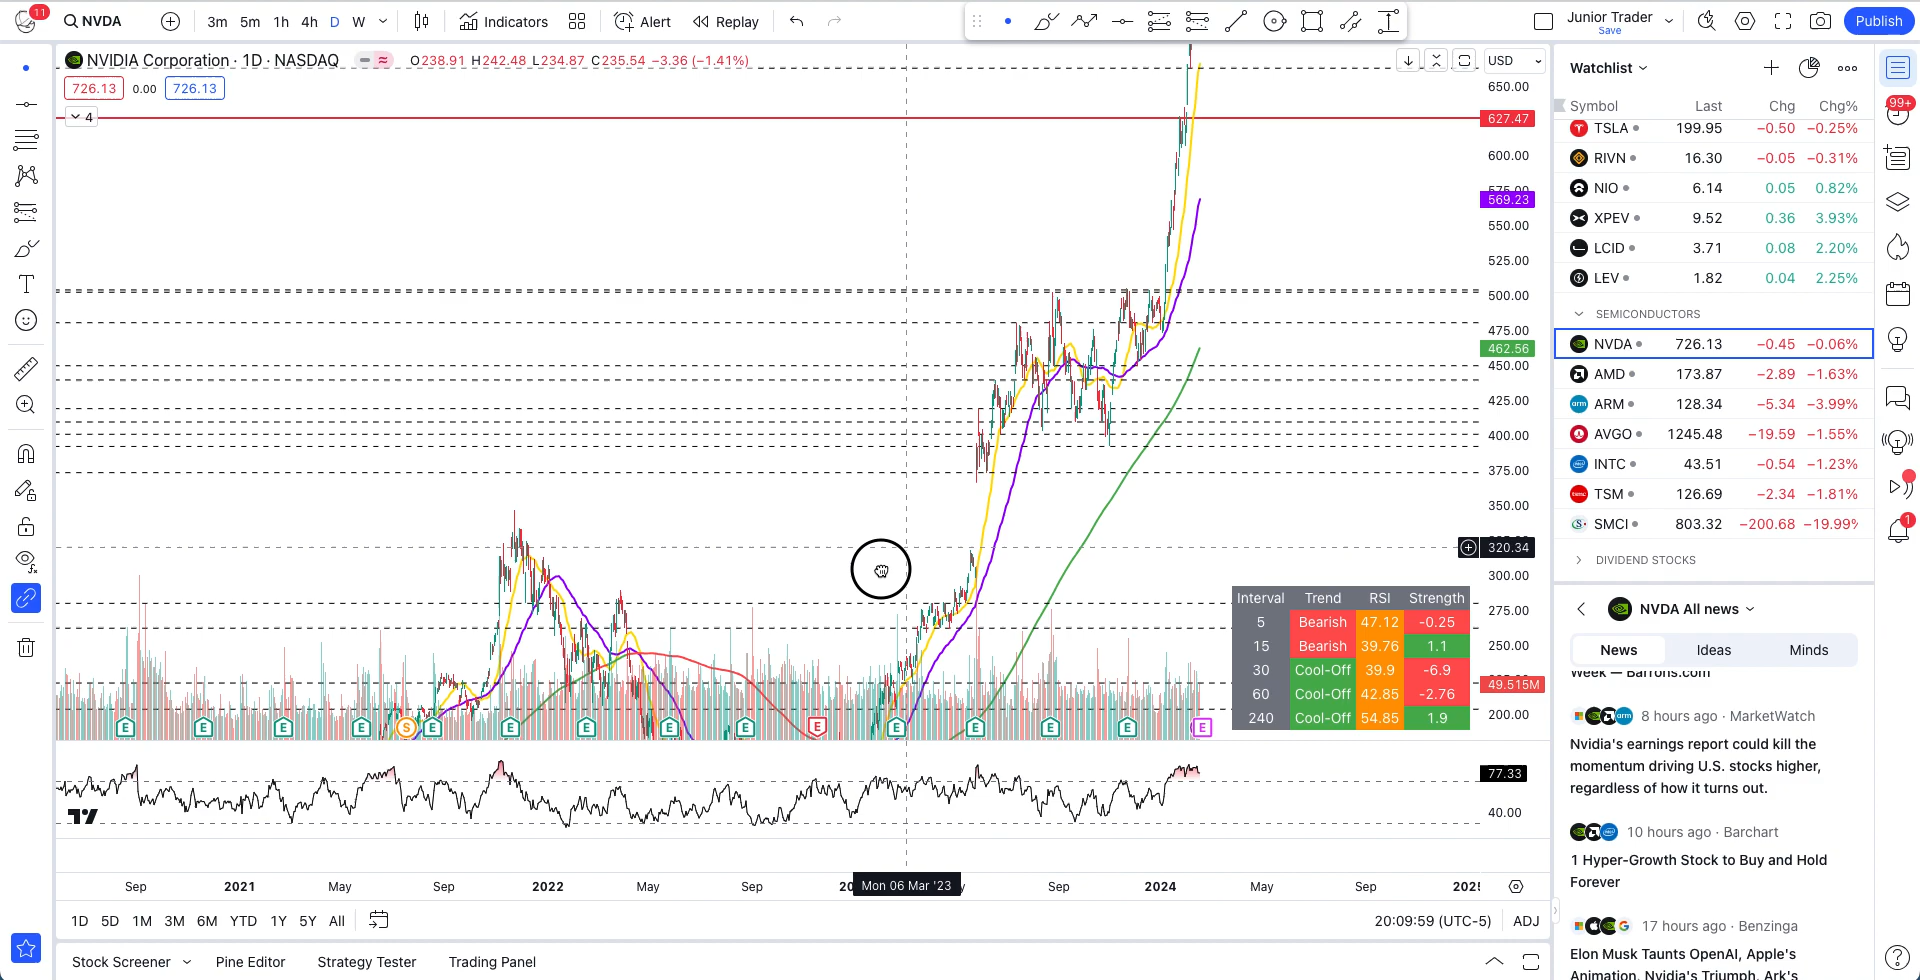 11
NVDA
3m 5m 1h 4h D W
Indicators
Alert
Replay
Junior Trader
Save
Publish
NVIDIA Corporation · 1D · NASDAQ
O238.91 H242.48 L234.87 C235.54 −3.36 (−1.41%)
USD
726.13 0.00 726.13
4
650.00
627.47
600.00
569.23
550.00
525.00
500.00
475.00
462.56
450.00
425.00
400.00
375.00
350.00
320.34
300.00
275.00
250.00
49.515M
200.00
Interval Trend RSI Strength
5 Bearish 47.12 -0.25
15 Bearish 39.76 1.1
30 Cool-Off 39.9 -6.9
60 Cool-Off 42.85 -2.76
240 Cool-Off 54.85 1.9
E E E E S E E E E E E E E E E E
77.33
40.00
Sep 2021 May Sep 2022 May Sep Mon 06 Mar '23 Sep 2024 May Sep
1D 5D 1M 3M 6M YTD 1Y 5Y All
20:09:59 (UTC-5) ADJ
Stock Screener Pine Editor Strategy Tester Trading Panel
Watchlist
Symbol Last Chg Chg%
TSLA 199.95 −0.50 −0.25%
RIVN 16.30 −0.05 −0.31%
NIO 6.14 0.05 0.82%
XPEV 9.52 0.36 3.93%
LCID 3.71 0.08 2.20%
LEV 1.82 0.04 2.25%
SEMICONDUCTORS
NVDA 726.13 −0.45 −0.06%
AMD 173.87 −2.89 −1.63%
ARM 128.34 −5.34 −3.99%
AVGO 1245.48 −19.59 −1.55%
INTC 43.51 −0.54 −1.23%
TSM 126.69 −2.34 −1.81%
SMCI 803.32 −200.68 −19.99%
DIVIDEND STOCKS
NVDA All news
News Ideas Minds
Week — Barrons.com
8 hours ago · MarketWatch
Nvidia's earnings report could kill the
momentum driving U.S. stocks higher,
regardless of how it turns out.
10 hours ago · Barchart
1 Hyper-Growth Stock to Buy and Hold
Forever
17 hours ago · Benzinga
Elon Musk Taunts OpenAI, Apple's
Animation, Nvidia's Triumph, Ark's
99+
1